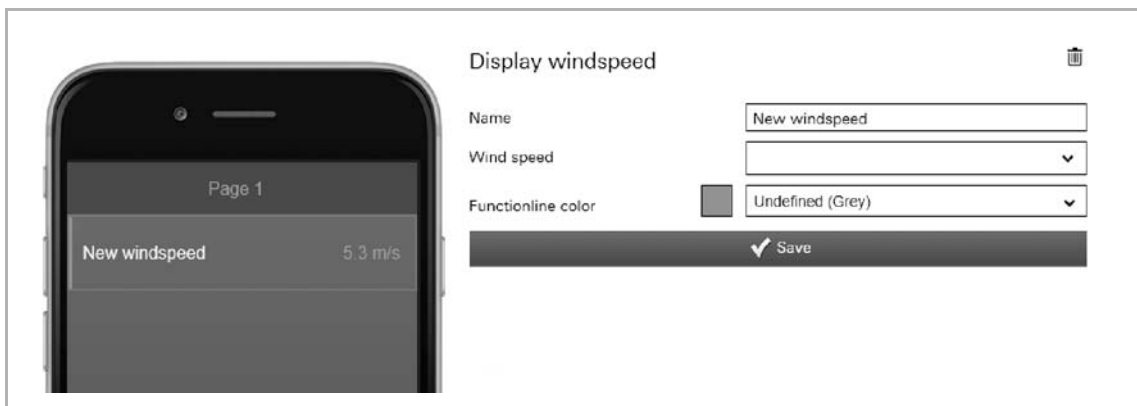 Page 1
New windspeed 5.3 m/s
Display windspeed
Name New windspeed
Wind speed
Functionline color Undefined (Grey)
Save